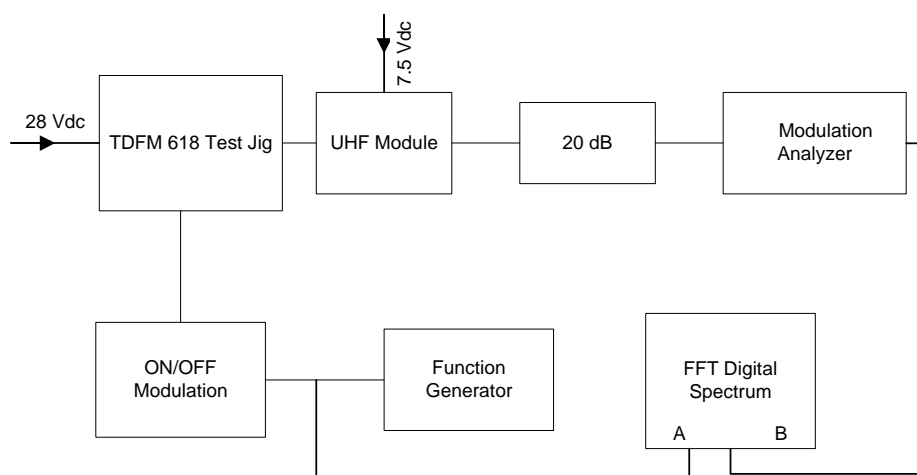 7.5 Vdc
28 Vdc
TDFM 618 Test Jig
UHF Module
20 dB
Modulation
Analyzer
ON/OFF
Modulation
Function
Generator
FFT Digital
Spectrum
A
B